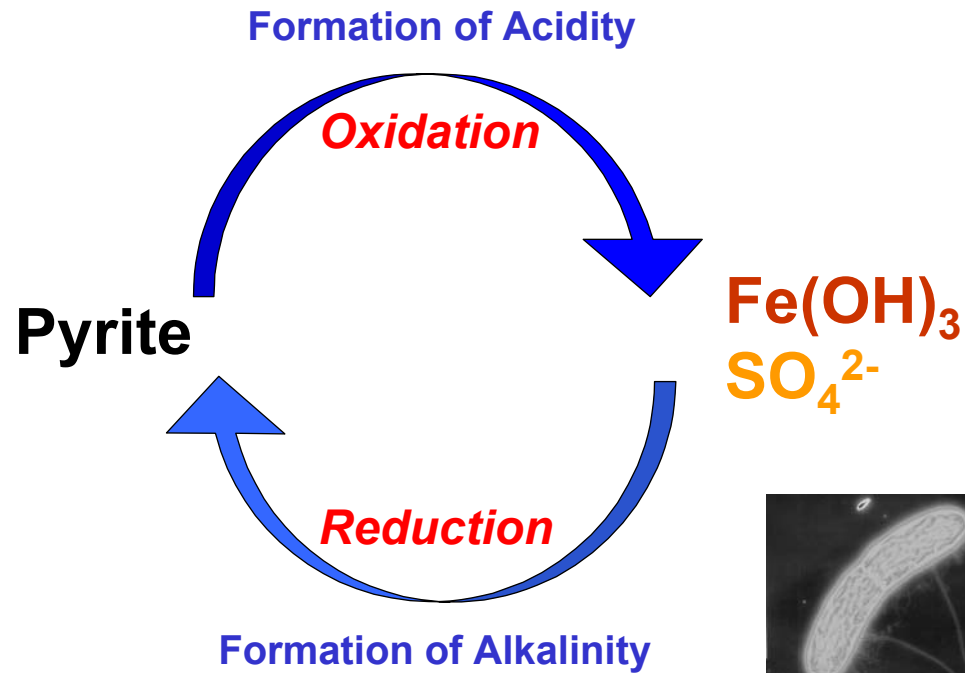 Formation of Acidity
Oxidation
Pyrite
Fe(OH)₃
SO₄²⁻
Reduction
Formation of Alkalinity